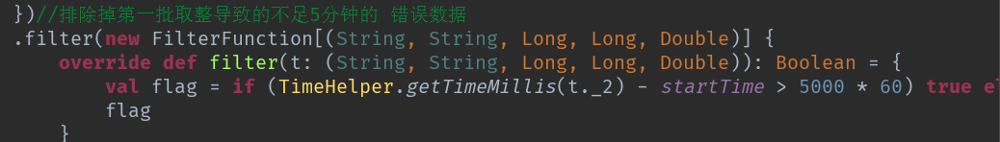 })//排除掉第一批取整导致的不足5分钟的 错误数据
.filter(new FilterFunction[(String, String, Long, Long, Double)] {
override def filter(t: (String, String, Long, Long, Double)): Boolean = {
val flag = if (TimeHelper.getTimeMillis(t._2) - startTime > 5000 * 60) true el
flag
}